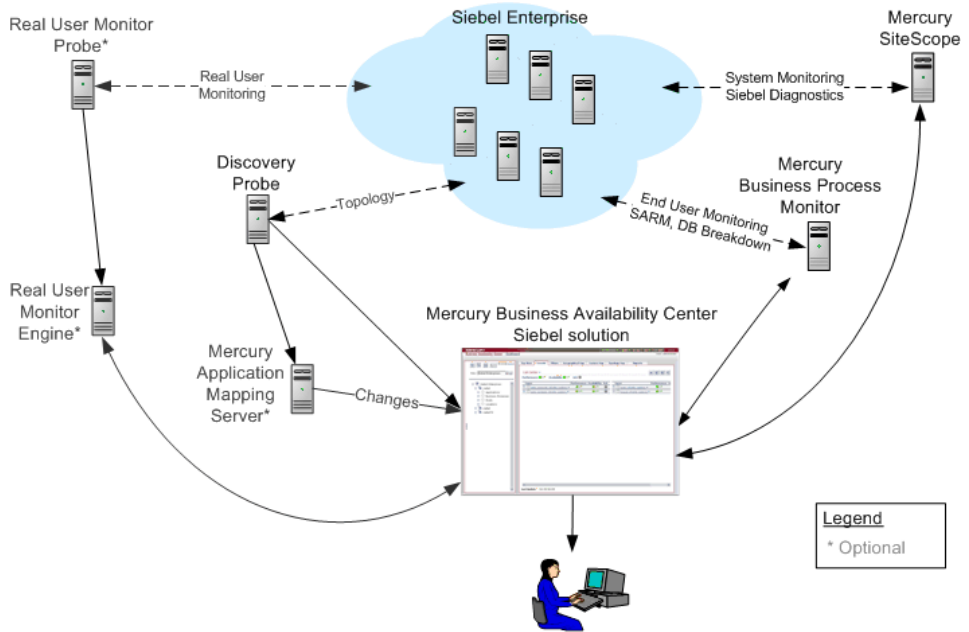 Real User Monitor
Probe*
Siebel Enterprise
Mercury
SiteScope
Real User
Monitoring
System Monitoring
Siebel Diagnostics
Discovery
Probe
Topology
Mercury
Business Process
Monitor
End User Monitoring
SARM, DB Breakdown
Real User
Monitor
Engine*
Mercury
Application
Mapping
Server*
Changes
Mercury Business Availability Center
Siebel solution
Legend
* Optional